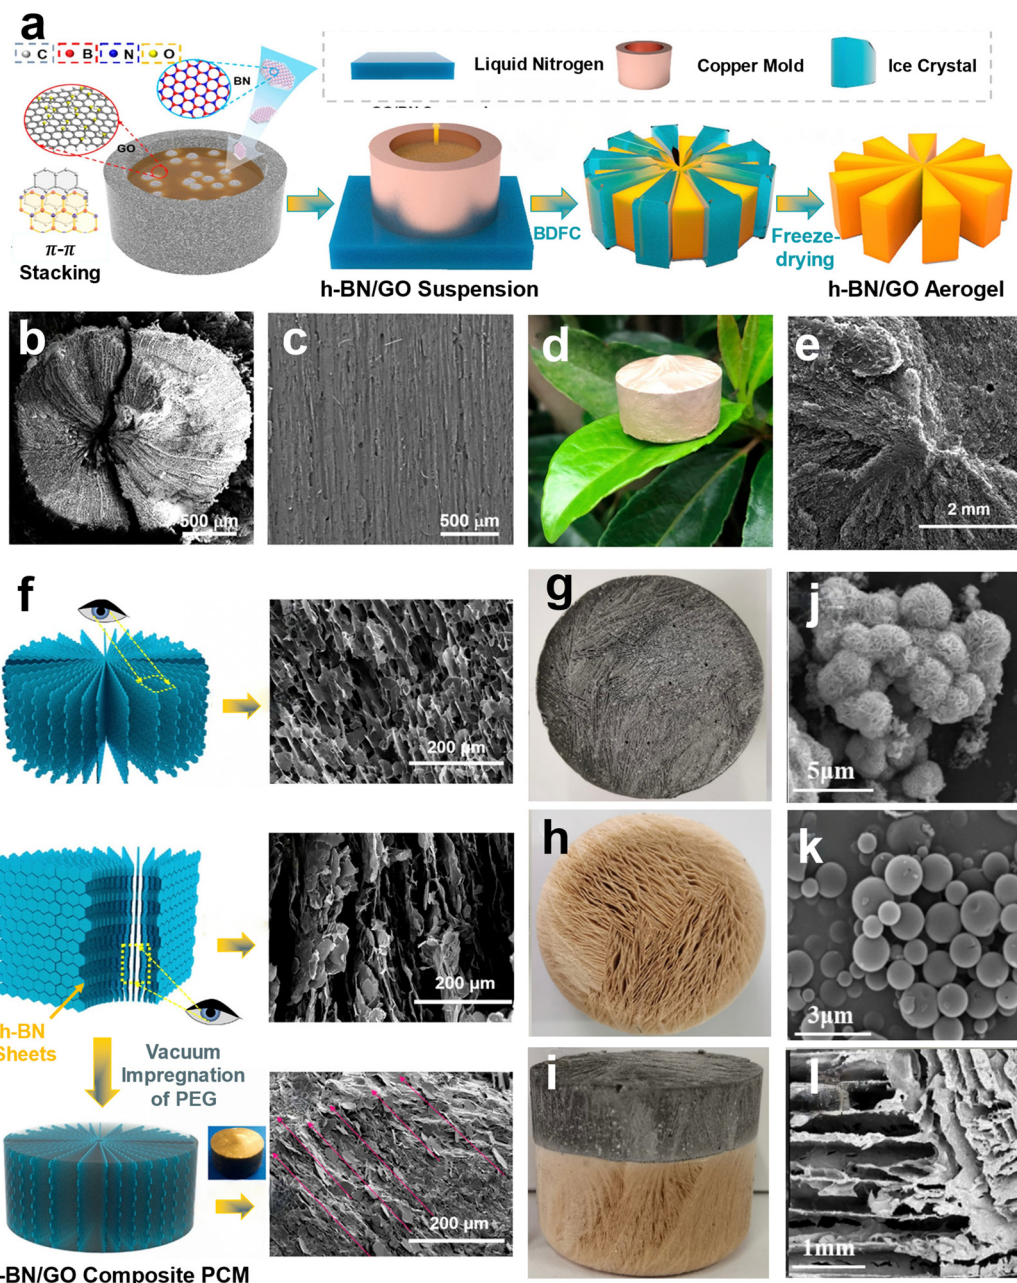 a
C B N O
BN
GO
π-π
Stacking
Liquid Nitrogen
Copper Mold
Ice Crystal
h-BN/GO Suspension
BDFC
Freeze-
drying
h-BN/GO Aerogel
b
500 μm
c
500 μm
d
e
2 mm
f
200 μm
g
j
5μm
200 μm
h-BN
Sheets
h
k
3μm
Vacuum
Impregnation
of PEG
200 μm
i
l
1mm
-BN/GO Composite PCM